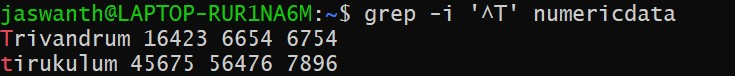 jaswanth@LAPTOP-RUR1NA6M:~$ grep -i '^T' numericdata
Trivandrum 16423 6654 6754
tirukulum 45675 56476 7896